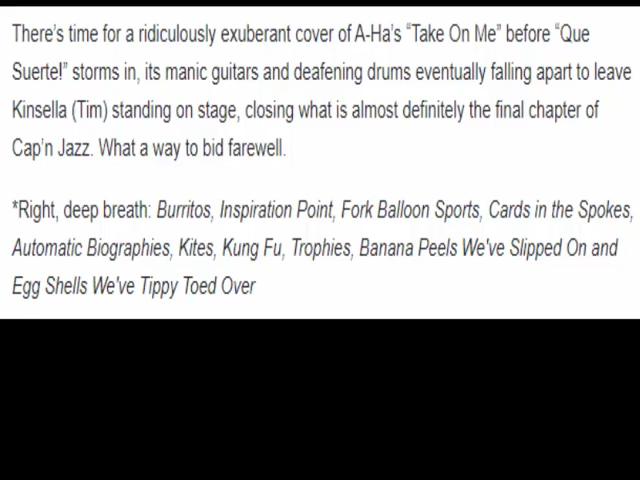 There’s time for a ridiculously exuberant cover of A-Ha’s “Take On Me” before “Que
Suerte!” storms in, its manic guitars and deafening drums eventually falling apart to leave
Kinsella (Tim) standing on stage, closing what is almost definitely the final chapter of
Cap’n Jazz. What a way to bid farewell.
*Right, deep breath: Burritos, Inspiration Point, Fork Balloon Sports, Cards in the Spokes,
Automatic Biographies, Kites, Kung Fu, Trophies, Banana Peels We've Slipped On and
Egg Shells We've Tippy Toed Over